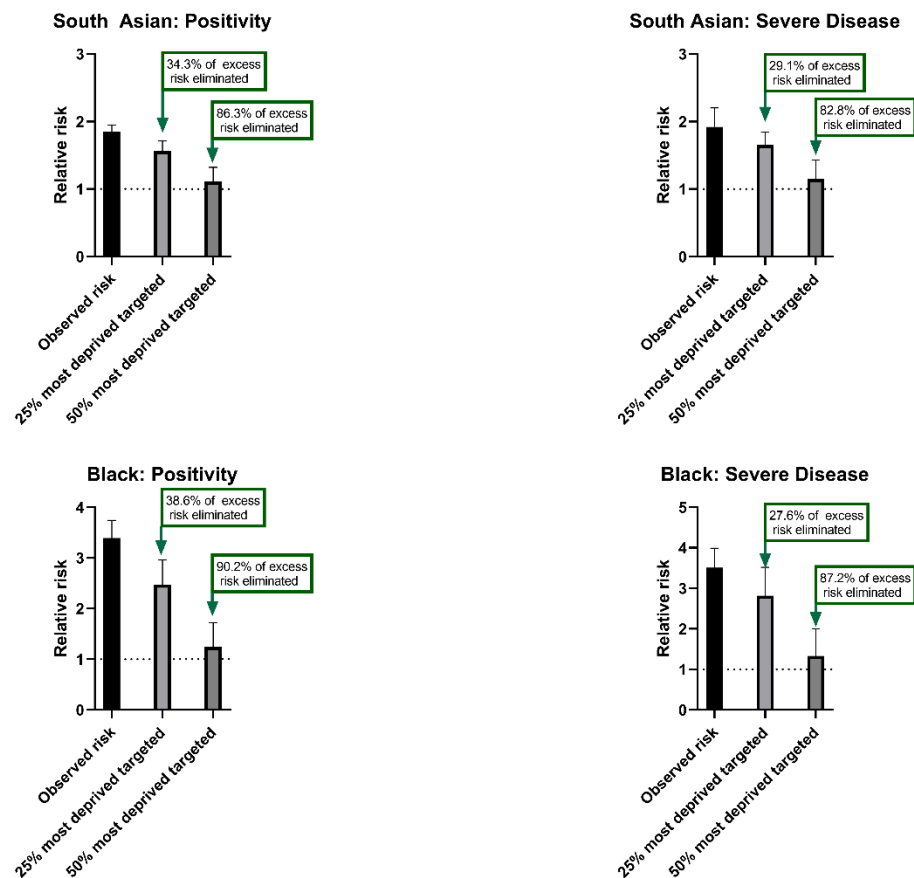 South Asian: Positivity
3
2
1
0
Relative risk
34.3% of excess
risk eliminated
86.3% of excess
risk eliminated
Observed risk
25% most deprived targeted
50% most deprived targeted
South Asian: Severe Disease
3
2
1
0
Relative risk
29.1% of excess
risk eliminated
82.8% of excess
risk eliminated
Observed risk
25% most deprived targeted
50% most deprived targeted
Black: Positivity
4
3
2
1
0
Relative risk
38.6% of excess
risk eliminated
90.2% of excess
risk eliminated
Observed risk
25% most deprived targeted
50% most deprived targeted
Black: Severe Disease
5
4
3
2
1
0
Relative risk
27.6% of excess
risk eliminated
87.2% of excess
risk eliminated
Observed risk
25% most deprived targeted
50% most deprived targeted